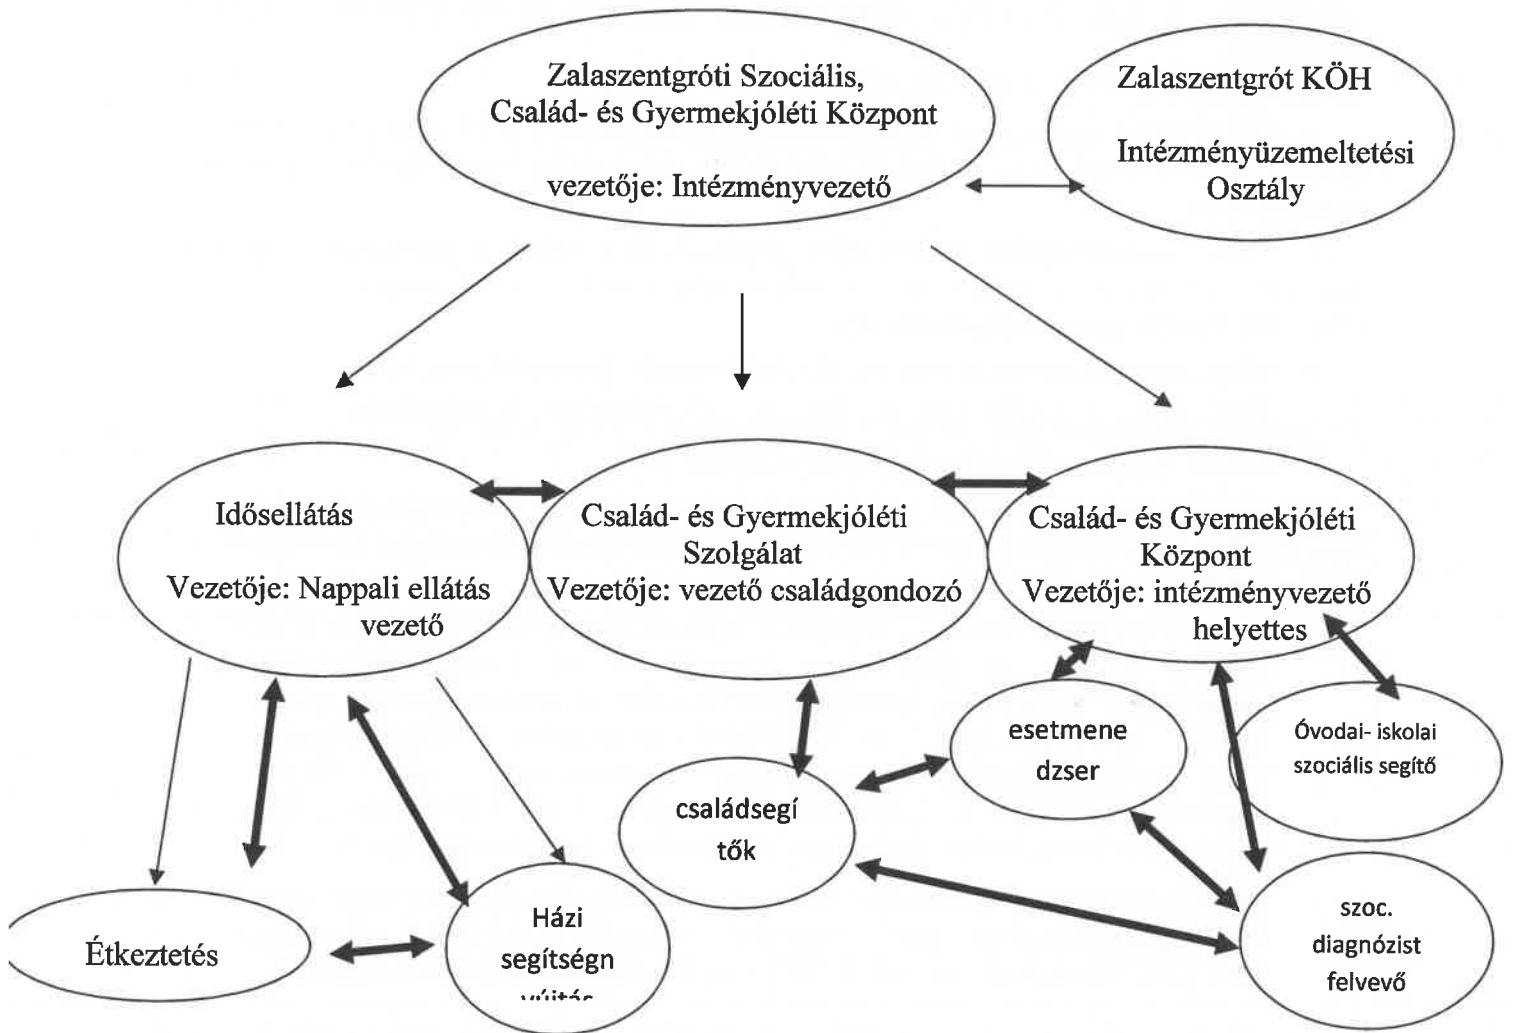 Zalaszentgróti Szociális,
Család- és Gyermekjóléti Központ
vezetője: Intézményvezető
Zalaszentgrót KÖH
Intézményüzemeltetési
Osztály
Idősellátás
Vezetője: Nappali ellátás
vezető
Család- és Gyermekjóléti
Szolgálat
Vezetője: vezető családgondozó
Család- és Gyermekjóléti
Központ
Vezetője: intézményvezető
helyettes
esetmene
dzser
Óvodai- iskolai
szociális segítő
családsegí
tők
Étkeztetés
Házi
segítségn
szoc.
diagnózist
felvevő